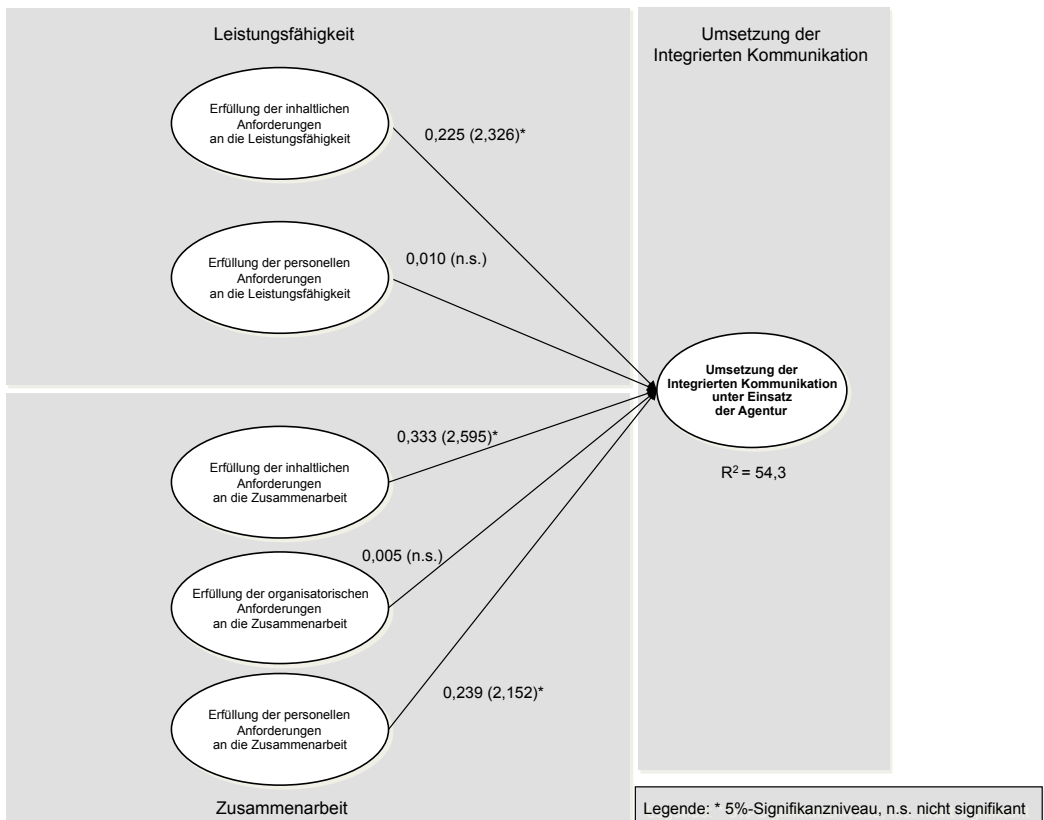 Leistungsfähigkeit
Umsetzung der
Integrierten Kommunikation
Erfüllung der inhaltlichen
Anforderungen
an die Leistungsfähigkeit
0,225 (2,326)*
Erfüllung der personellen
Anforderungen
an die Leistungsfähigkeit
0,010 (n.s.)
Umsetzung der
Integrierten Kommunikation
unter Einsatz
der Agentur
R² = 54,3
Erfüllung der inhaltlichen
Anforderungen
an die Zusammenarbeit
0,333 (2,595)*
Erfüllung der organisatorischen
Anforderungen
an die Zusammenarbeit
0,005 (n.s.)
Erfüllung der personellen
Anforderungen
an die Zusammenarbeit
0,239 (2,152)*
Zusammenarbeit
Legende: * 5%-Signifikanzniveau, n.s. nicht signifikant